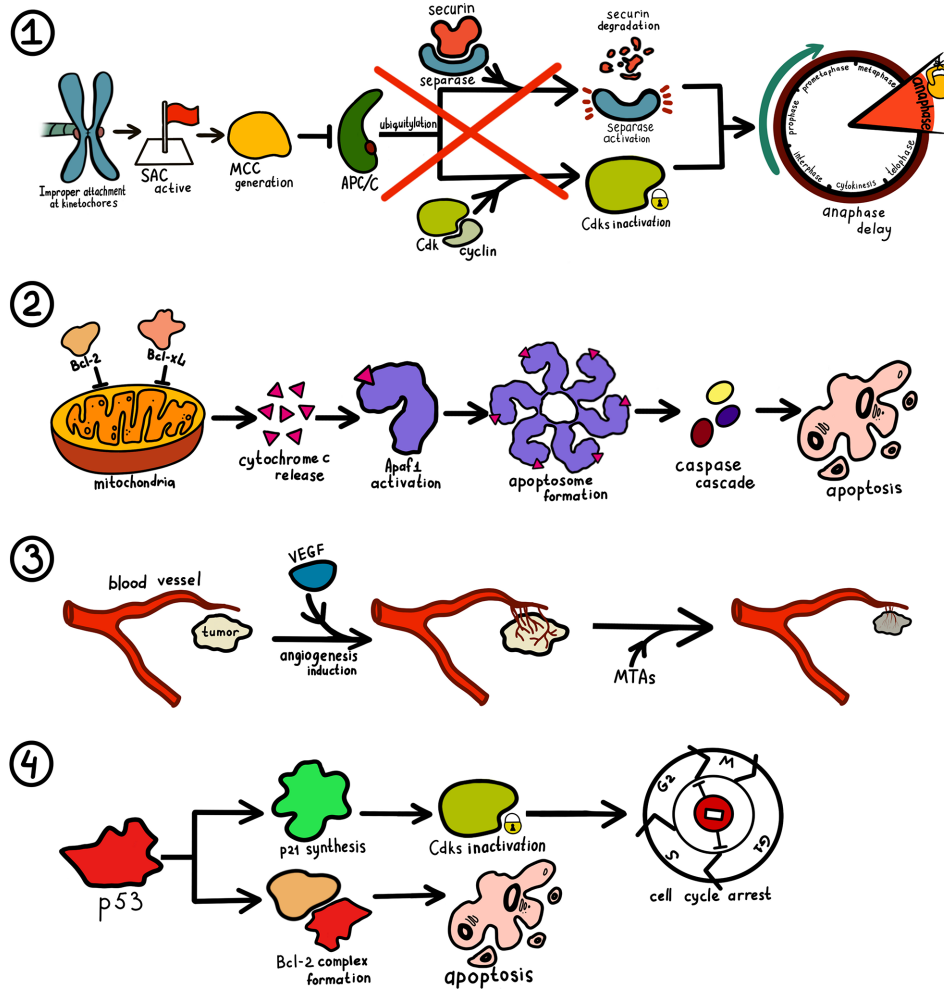 1
securin
securin
degradation
separase
prometaphase
metaphase
anaphase
prophase
ubiquitylation
separase
activation
interphase
telophase
cytokinesis
Improper attachment
at kinetochores
SAC
active
MCC
generation
APC/C
Cdk
cyclin
Cdks inactivation
anaphase
delay
2
Bcl-2
Bcl-xL
mitochondria
cytochrome c
release
Apaf1
activation
apoptosome
formation
caspase
cascade
apoptosis
3
blood vessel
VEGF
tumor
angiogenesis
induction
MTAs
4
p53
p21 synthesis
Cdks inactivation
M
G2
G1
S
cell cycle arrest
Bcl-2 complex
formation
apoptosis